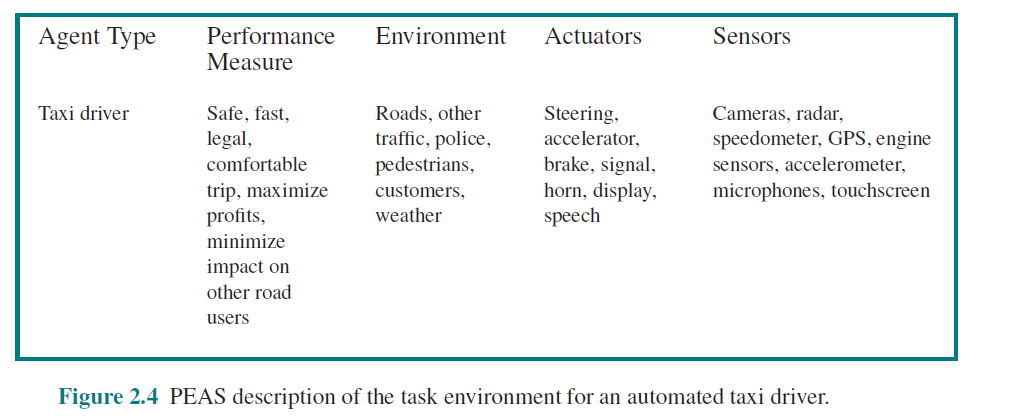 Agent Type Performance Measure Environment Actuators Sensors
Taxi driver
Safe, fast,
legal,
comfortable
trip, maximize
profits,
minimize
impact on
other road
users
Roads, other
traffic, police,
pedestrians,
customers,
weather
Steering,
accelerator,
brake, signal,
horn, display,
speech
Cameras, radar,
speedometer, GPS, engine
sensors, accelerometer,
microphones, touchscreen
Figure 2.4 PEAS description of the task environment for an automated taxi driver.